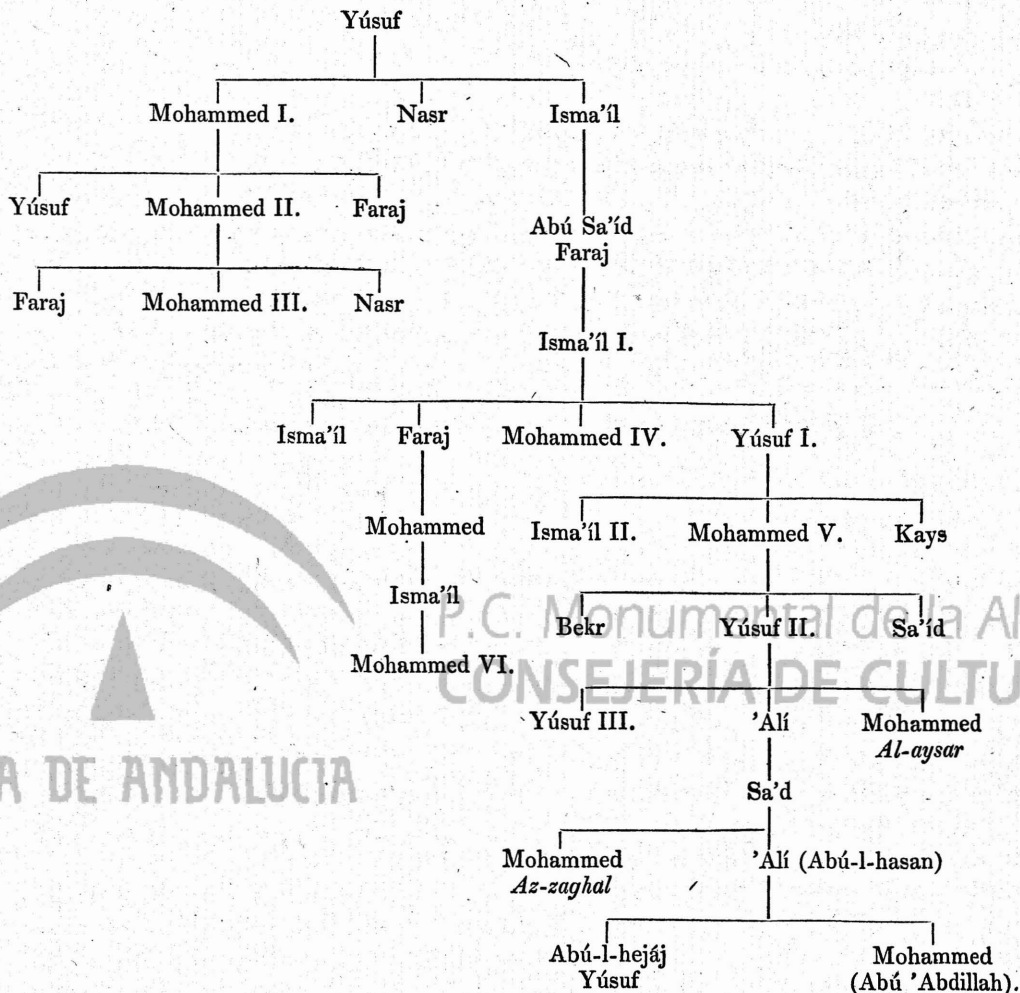 Yúsuf
Mohammed I. Nasr Isma'íl
Yúsuf Mohammed II. Faraj
Abú Sa'íd
Faraj
Faraj Mohammed III. Nasr
Isma'íl I.
Isma'íl Faraj Mohammed IV. Yúsuf I.
Mohammed
Isma'íl II. Mohammed V. Kays
Isma'íl
Bekr Yúsuf II. Sa'íd
Mohammed VI.
Yúsuf III. 'Alí Mohammed
Al-aysar
Sa'd
Mohammed 'Alí (Abú-l-hasan)
Az-zaghal
Abú-l-hejáj Mohammed
Yúsuf (Abú 'Abdillah).
P.C. Monumental de la Al
CONSEJERÍA DE CULTU
A DE ANDALUCIA